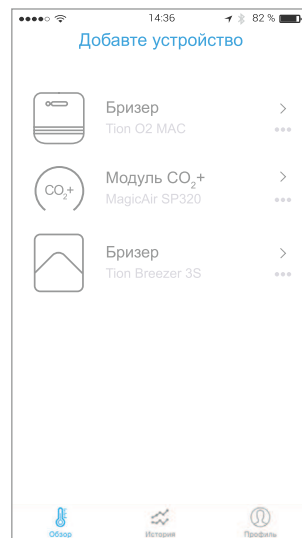 14:36 82 %
Добавте устройство
Бризер
Tion O2 MAC
CO₂+
Модуль CO₂+
MagicAir SP320
Бризер
Tion Breezer 3S
Обзор История Профиль